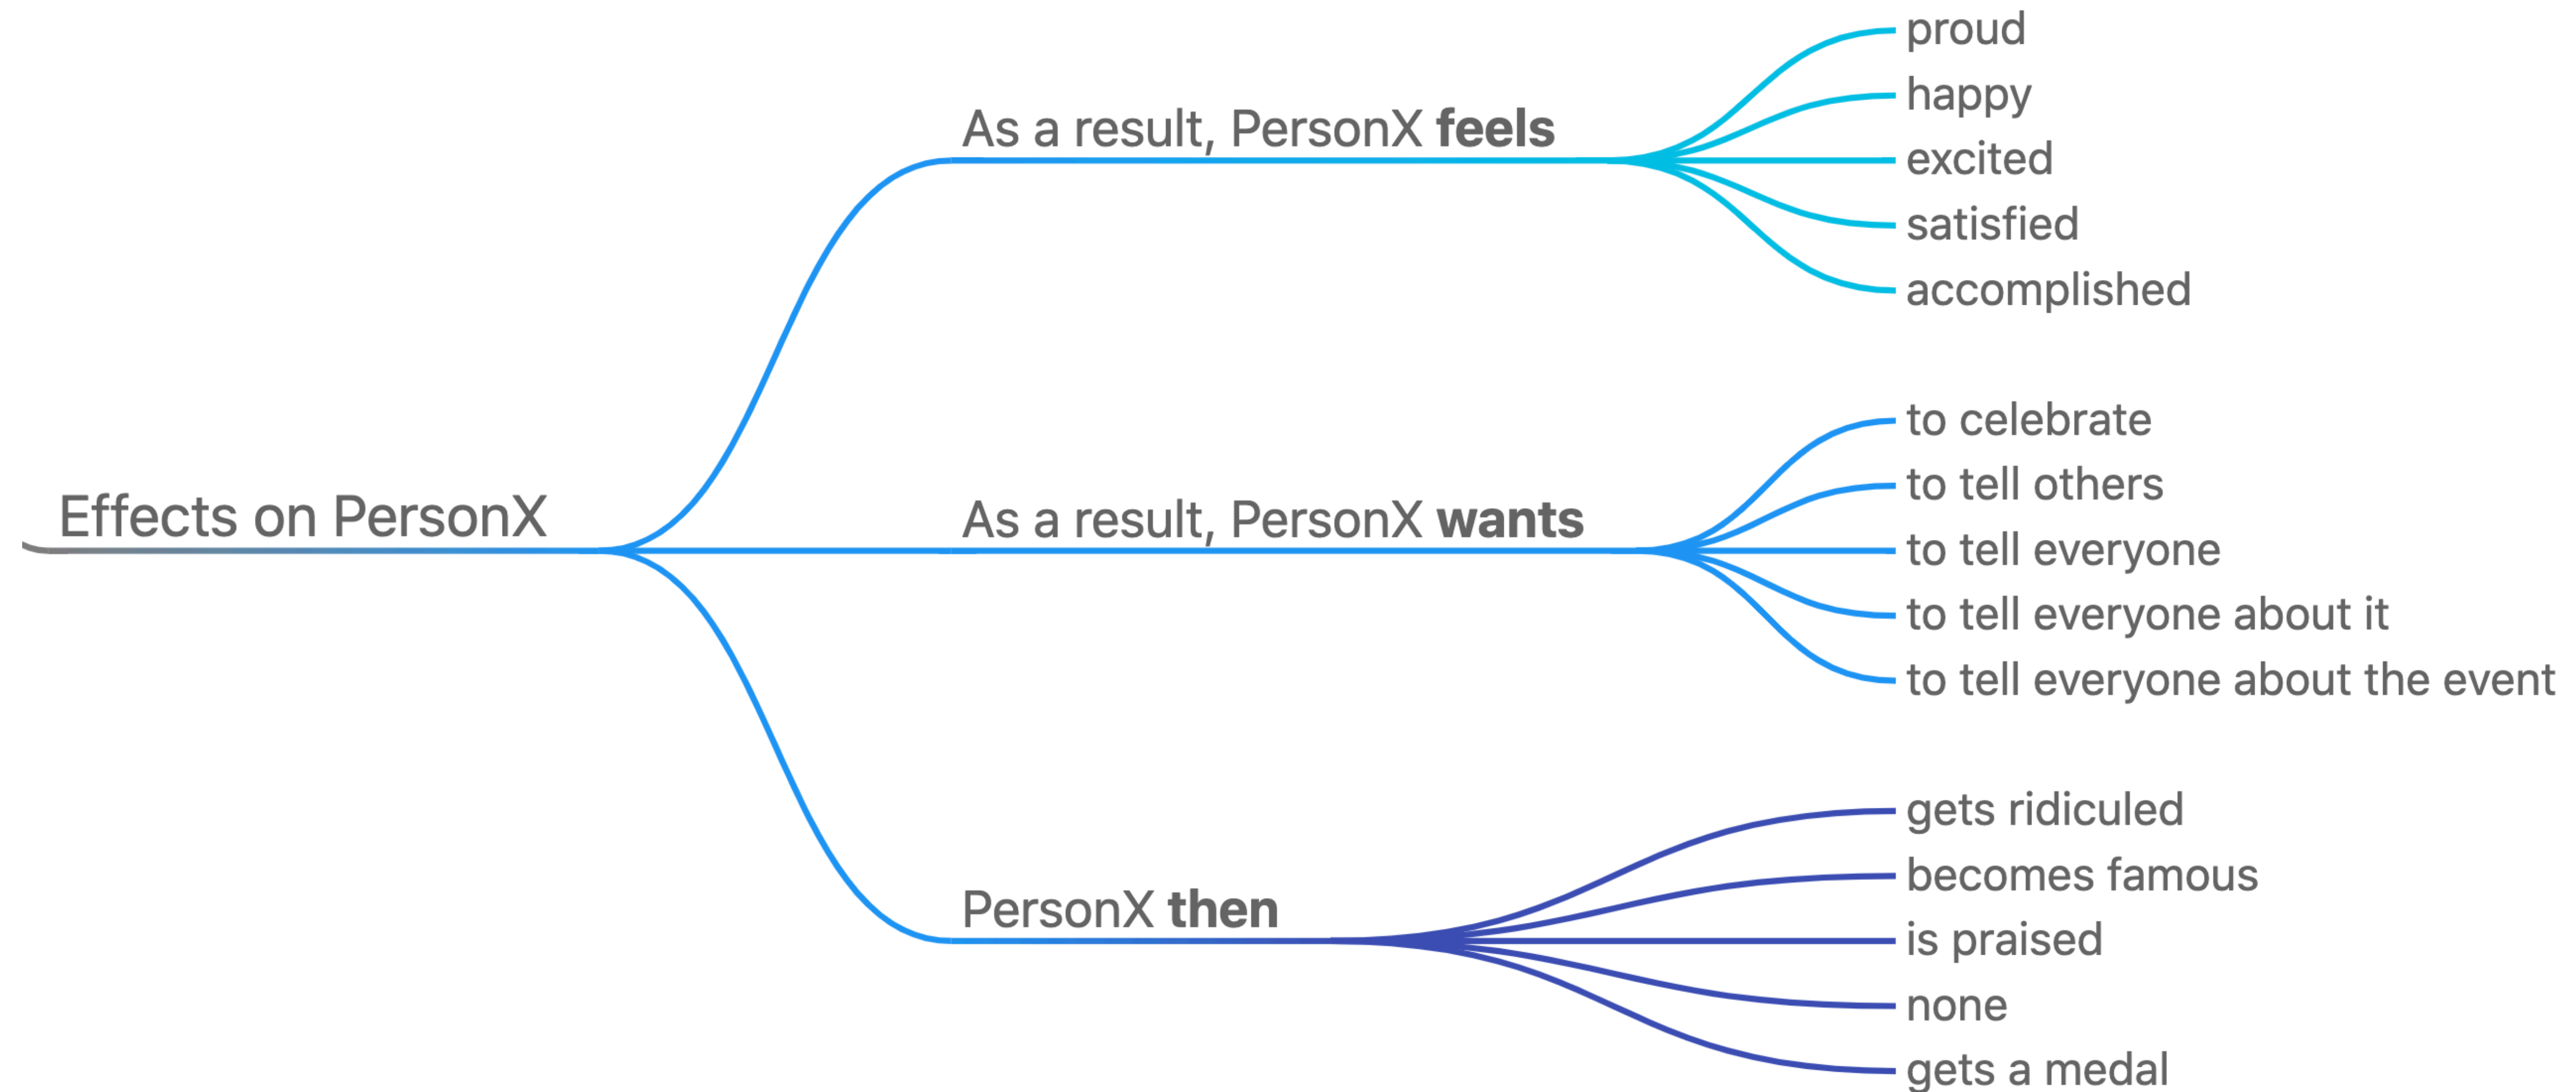 Effects on PersonX
As a result, PersonX feels
proud
happy
excited
satisfied
accomplished
As a result, PersonX wants
to celebrate
to tell others
to tell everyone
to tell everyone about it
to tell everyone about the event
PersonX then
gets ridiculed
becomes famous
is praised
none
gets a medal